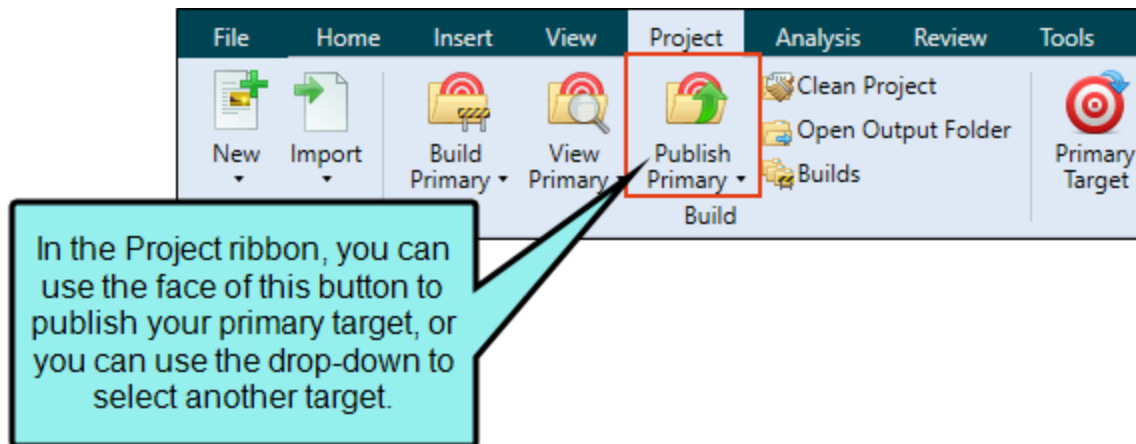 File Home Insert View Project Analysis Review Tools
New Import Build Primary View Primary Publish Primary Clean Project
Open Output Folder
Builds
Primary Target
Build
In the Project ribbon, you can
use the face of this button to
publish your primary target, or
you can use the drop-down to
select another target.